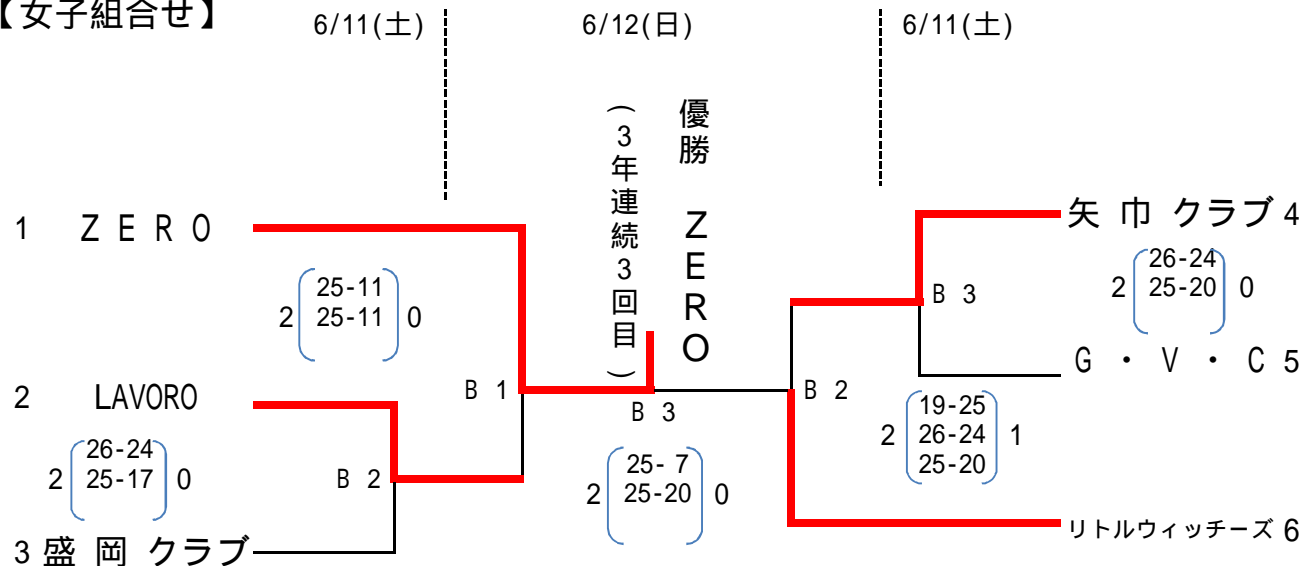 【女子組合せ】
6/11(土)
6/12(日)
6/11(土)
優勝 ZERO
(3年連続3回目)
1 ZERO
25-11
2 25-11 0
2 LAVORO
26-24
2 25-17 0
3 盛岡 クラブ
B 1
B 2
B 3
25- 7
2 25-20 0
矢巾 クラブ 4
26-24
2 25-20 0
B 3
G・V・C 5
B 2
19-25
2 26-24 1
25-20
リトルウィッチーズ 6